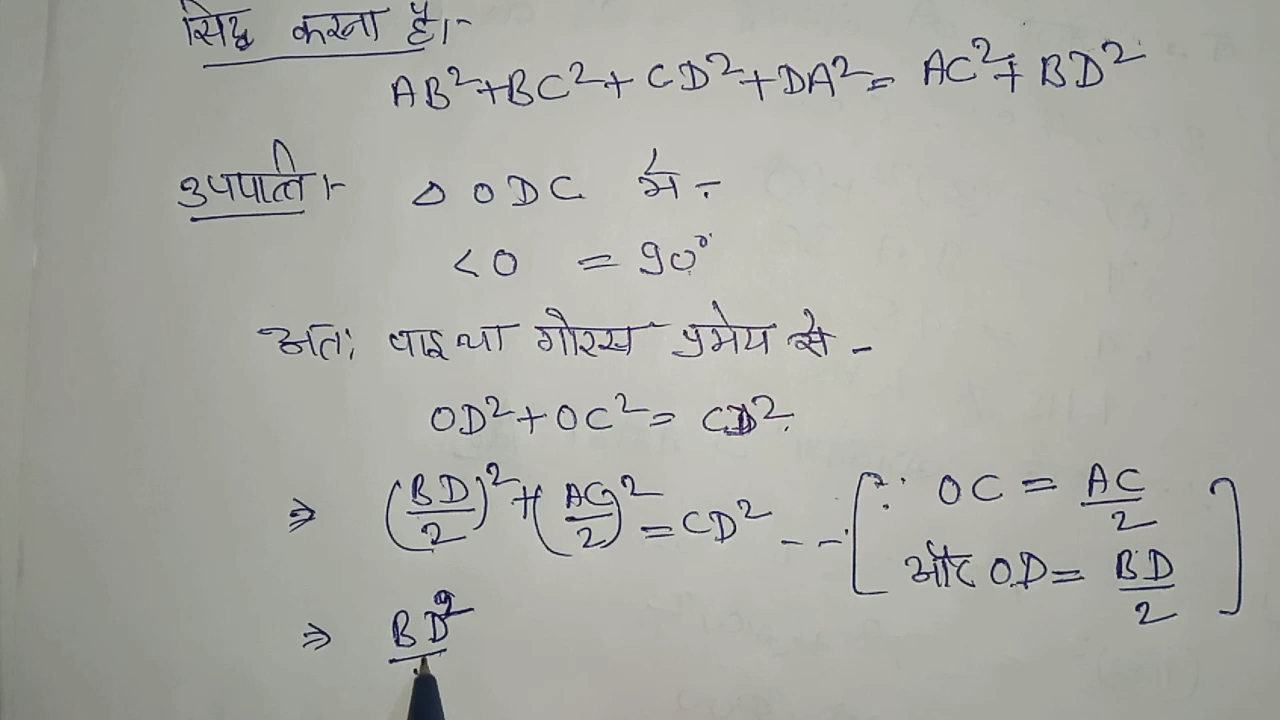 सिद्ध करना है।-
AB²+BC²+CD²+DA²= AC²+BD²
उपपत्ति।- △ODC में -
<O = 90°
अतः पाइथागोरस प्रमेय से -
OD²+OC²= CD².
⇒ (BD/2)²+(AC/2)²=CD² --- [∵ OC = AC/2
और OD= BD/2]
⇒ BD²